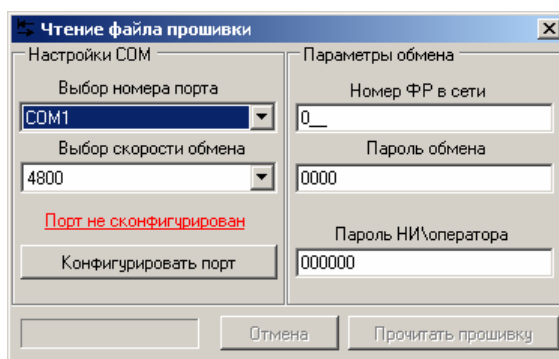 Чтение файла прошивки
Настройки COM
Выбор номера порта
COM1
Выбор скорости обмена
4800
Порт не сконфигурирован
Конфигурировать порт
Параметры обмена
Номер ФР в сети
0__
Пароль обмена
0000
Пароль НИ\оператора
000000
Отмена
Прочитать прошивку